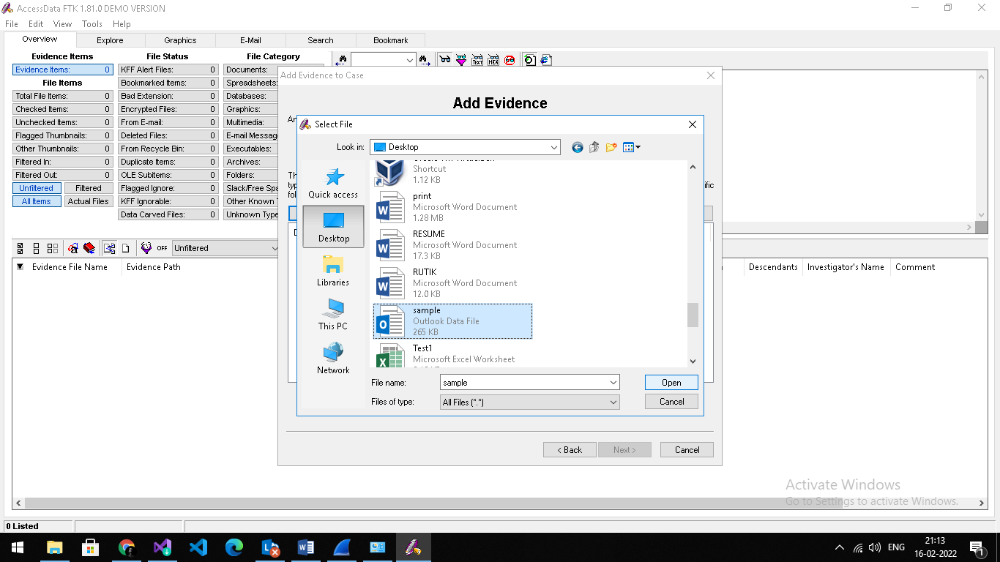 AccessData FTK 1.81.0 DEMO VERSION
File Edit View Tools Help
Overview Explore Graphics E-Mail Search Bookmark
Evidence Items File Status File Category
Evidence Items: 0 KFF Alert Files: 0 Documents:
File Items Bookmarked Items: 0 Spreadsheets:
Total File Items: 0 Bad Extension: 0 Databases:
Checked Items: 0 Encrypted Files: 0 Graphics:
Unchecked Items: 0 From E-mail: 0 Multimedia:
Flagged Thumbnails: 0 Deleted Files: 0 E-mail Messag
Other Thumbnails: 0 From Recycle Bin: 0 Executables:
Filtered In: 0 Duplicate Items: 0 Archives:
Filtered Out: 0 OLE Subitems: 0 Folders:
Unfiltered Filtered Flagged Ignore: 0 Slack/Free Spa
All Items Actual Files KFF Ignorable: 0 Other Known T
Data Carved Files: 0 Unknown Type
TEXT HEX
OFF Unfiltered
Evidence File Name Evidence Path Descendants Investigator's Name Comment
Add Evidence to Case
Add Evidence
Select File
Look in: Desktop
Quick access
Desktop
Libraries
This PC
Network
Shortcut
1.12 KB
print
Microsoft Word Document
1.28 MB
RESUME
Microsoft Word Document
17.3 KB
RUTIK
Microsoft Word Document
12.0 KB
sample
Outlook Data File
265 KB
Test1
Microsoft Excel Worksheet
File name: sample Open
Files of type: All Files (*.*) Cancel
< Back Next > Cancel
Activate Windows
Go to Settings to activate Windows.
0 Listed
ENG 21:13
16-02-2022 1